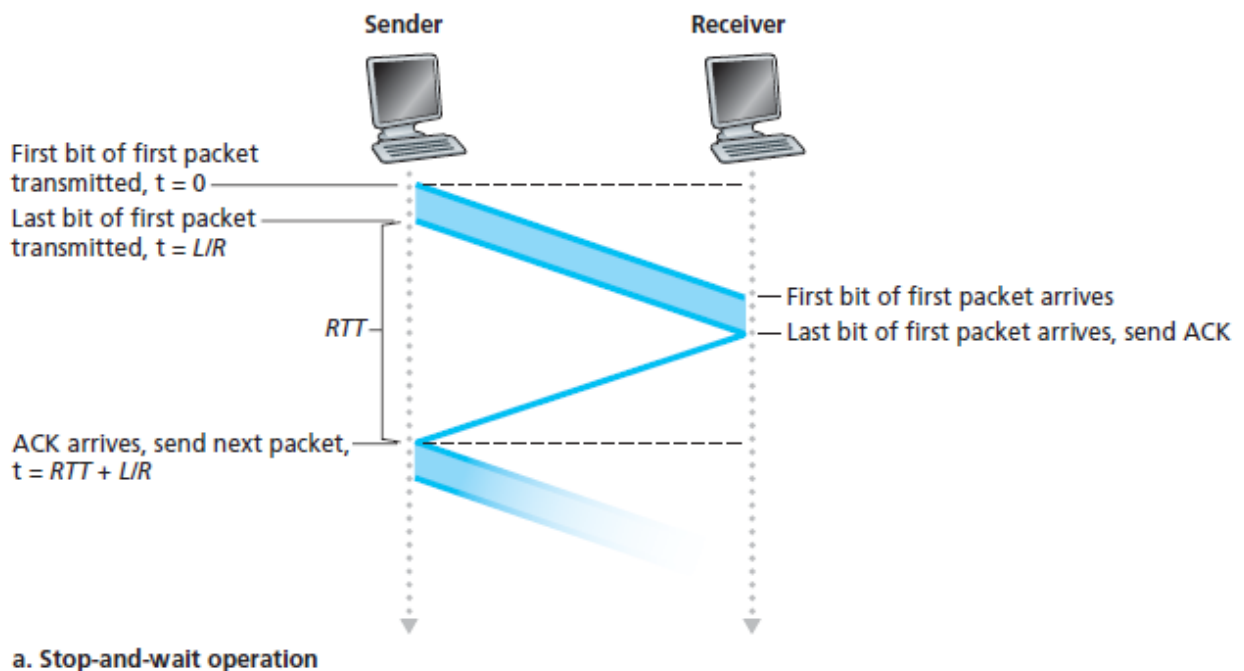 Sender
Receiver
First bit of first packet
transmitted, t = 0
Last bit of first packet
transmitted, t = L/R
First bit of first packet arrives
RTT
Last bit of first packet arrives, send ACK
ACK arrives, send next packet,
t = RTT + L/R
a. Stop-and-wait operation